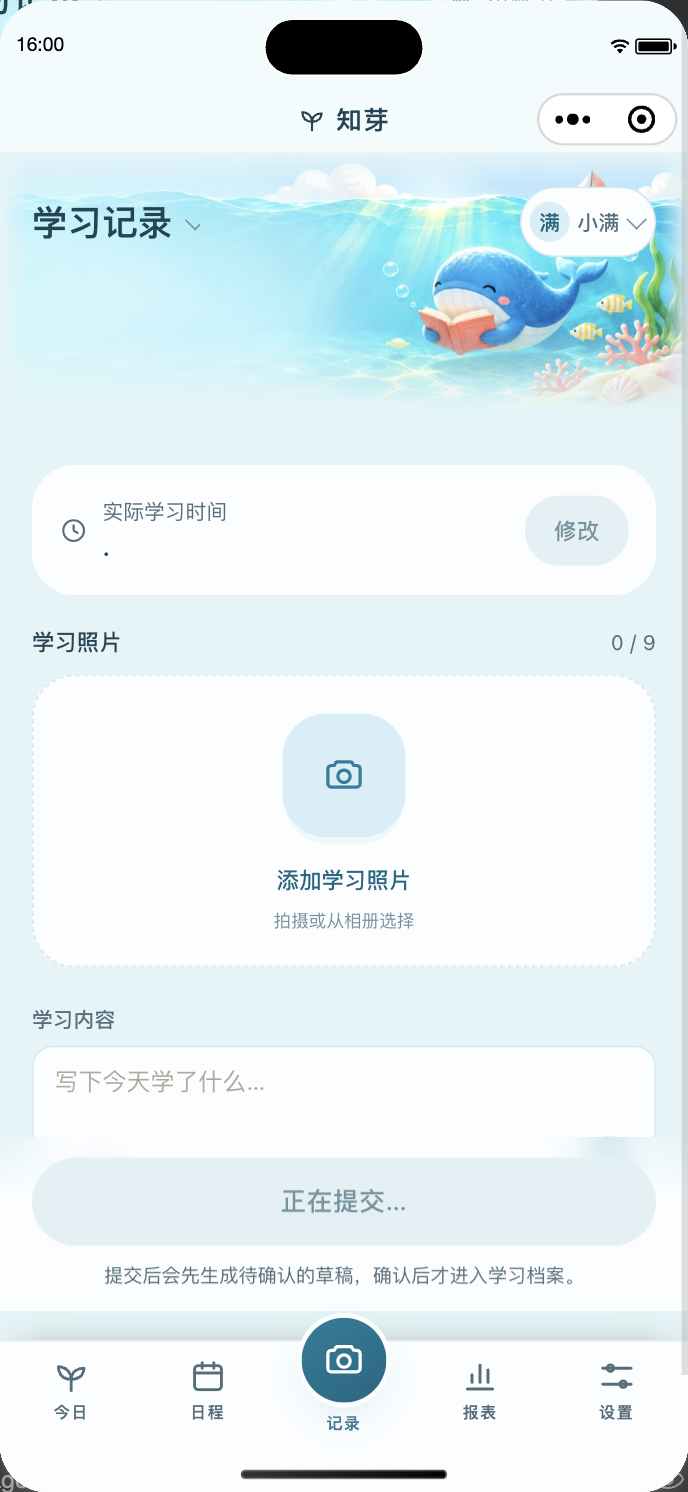 16:00
知芽
学习记录
满 小满
实际学习时间
·
修改
学习照片
0 / 9
添加学习照片
拍摄或从相册选择
学习内容
写下今天学了什么...
正在提交...
提交后会先生成待确认的草稿，确认后才进入学习档案。
今日
日程
记录
报表
设置